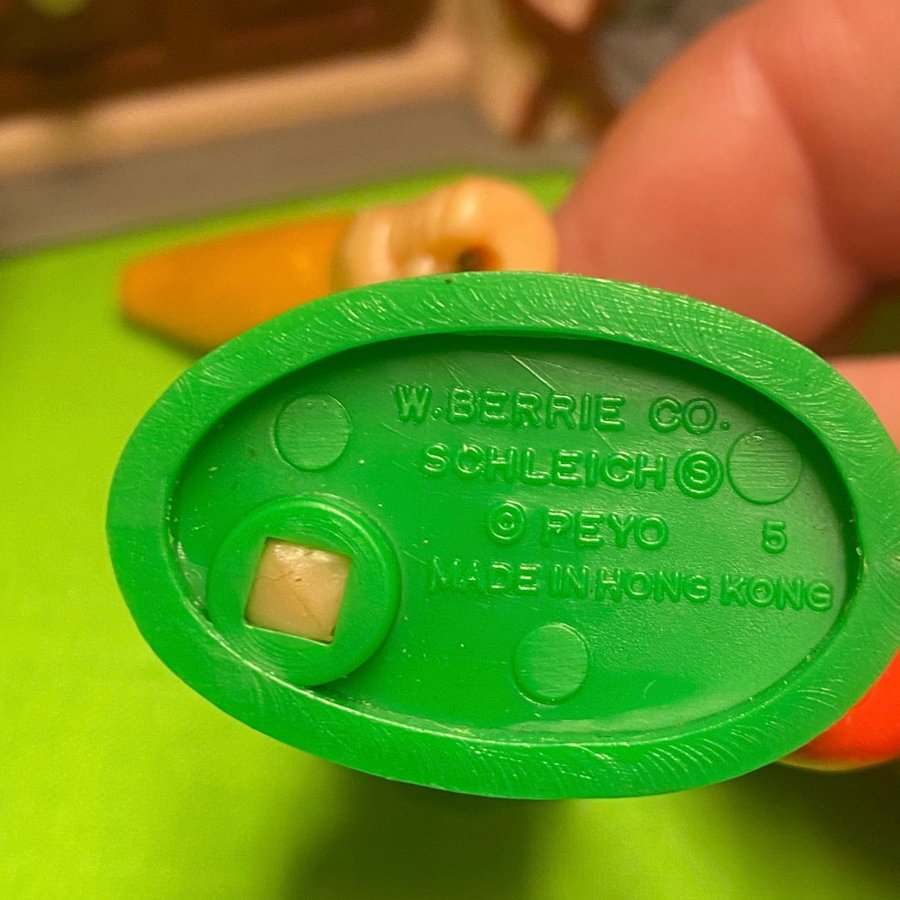 W. BERRIE CO.
SCHLEICH Ⓢ
© PEYO 5
MADE IN HONG KONG